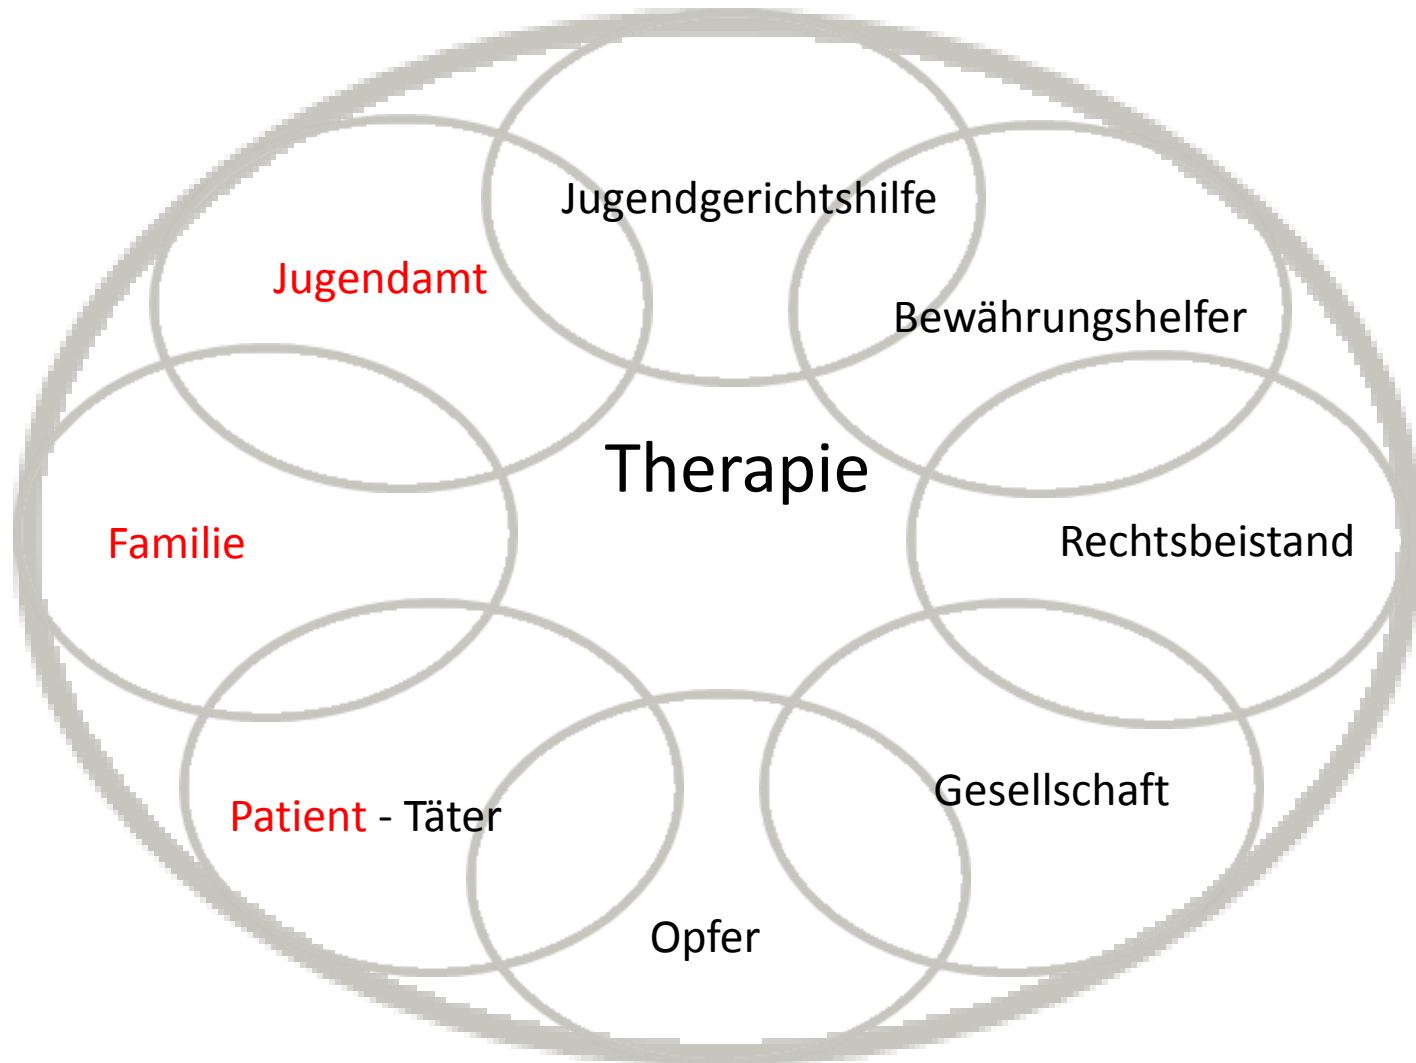 Jugendgerichtshilfe
Jugendamt
Bewährungshelfer
Therapie
Familie
Rechtsbeistand
Gesellschaft
Patient - Täter
Opfer